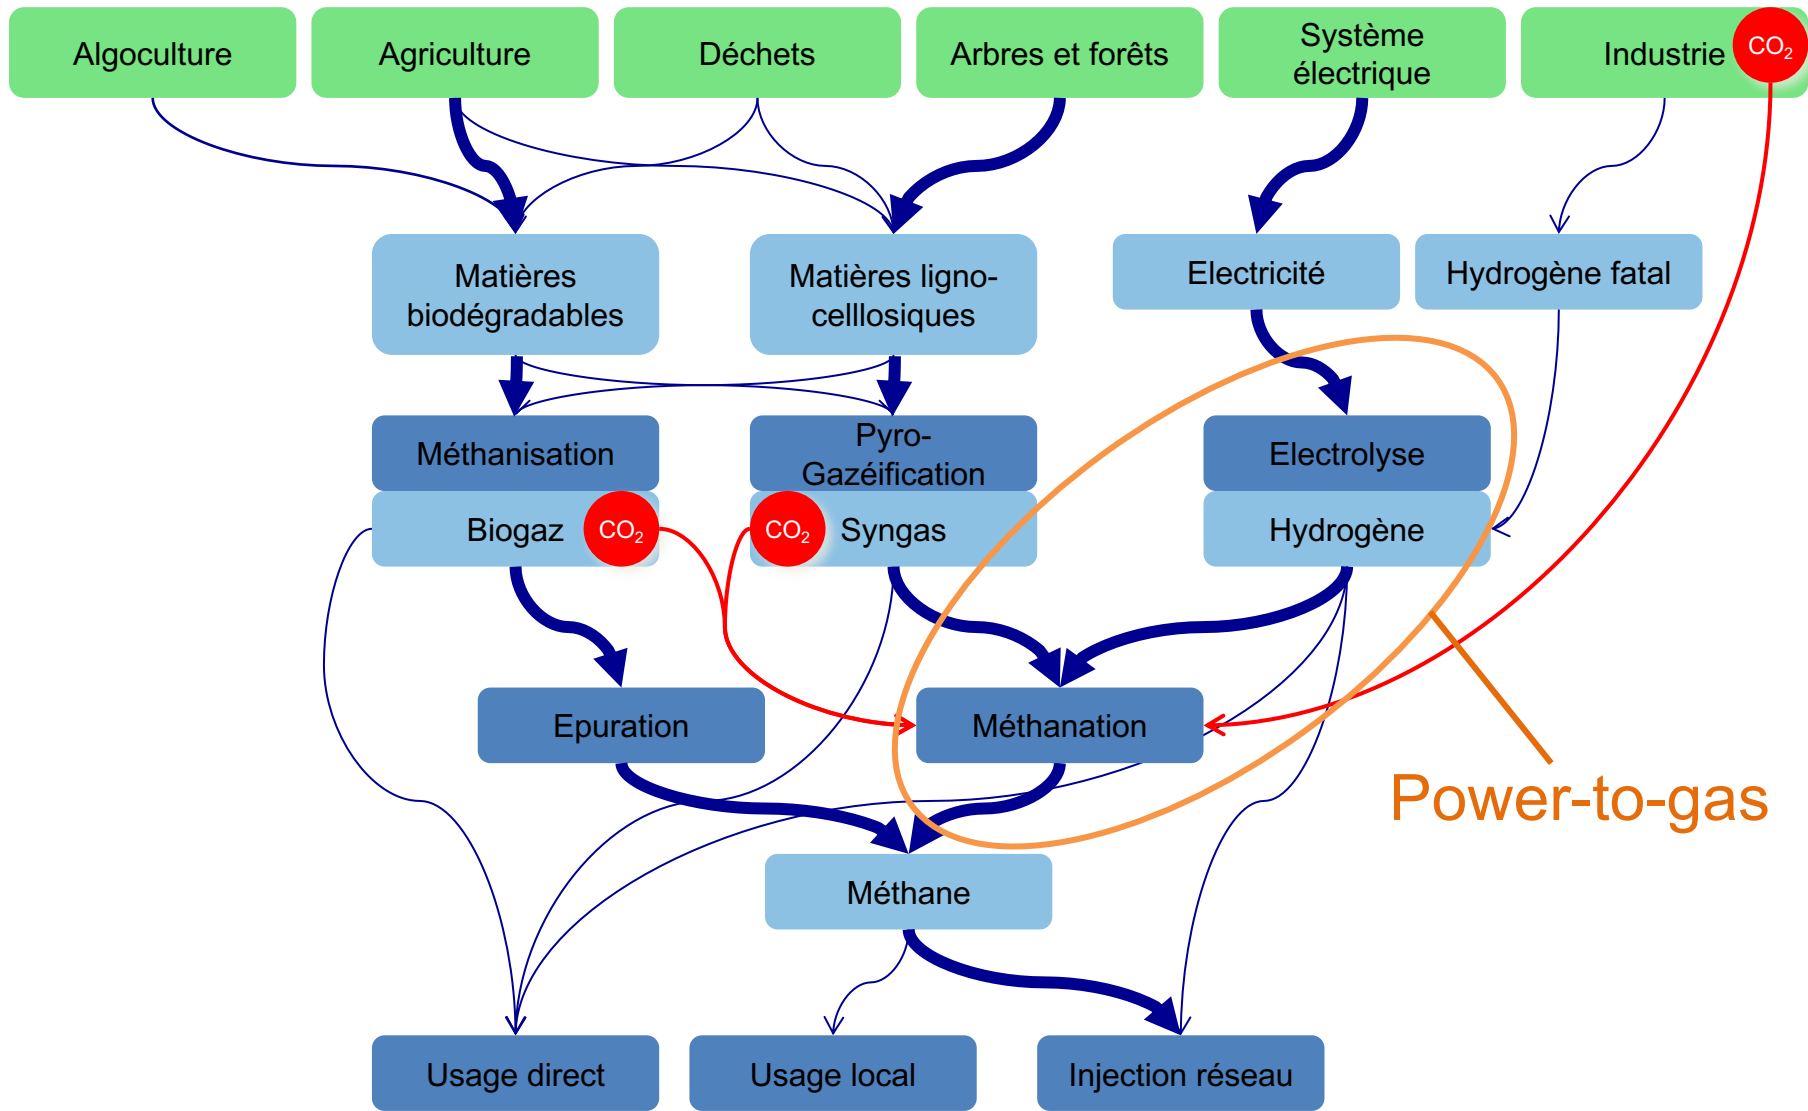 Algoculture
Agriculture
Déchets
Arbres et forêts
Système
électrique
Industrie
CO₂
Matières
biodégradables
Matières ligno-
celllosiques
Electricité
Hydrogène fatal
Méthanisation
Pyro-
Gazéification
Electrolyse
Biogaz
CO₂
CO₂
Syngas
Hydrogène
Epuration
Méthanation
Power-to-gas
Méthane
Usage direct
Usage local
Injection réseau